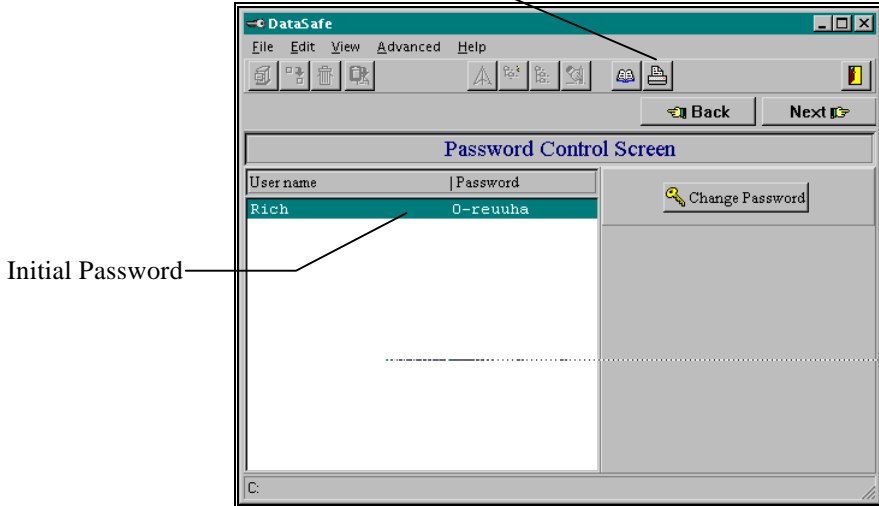 DataSafe
File Edit View Advanced Help
Back Next
Password Control Screen
User name |Password
Change Password
Rich O-reuuha
Initial Password
C: